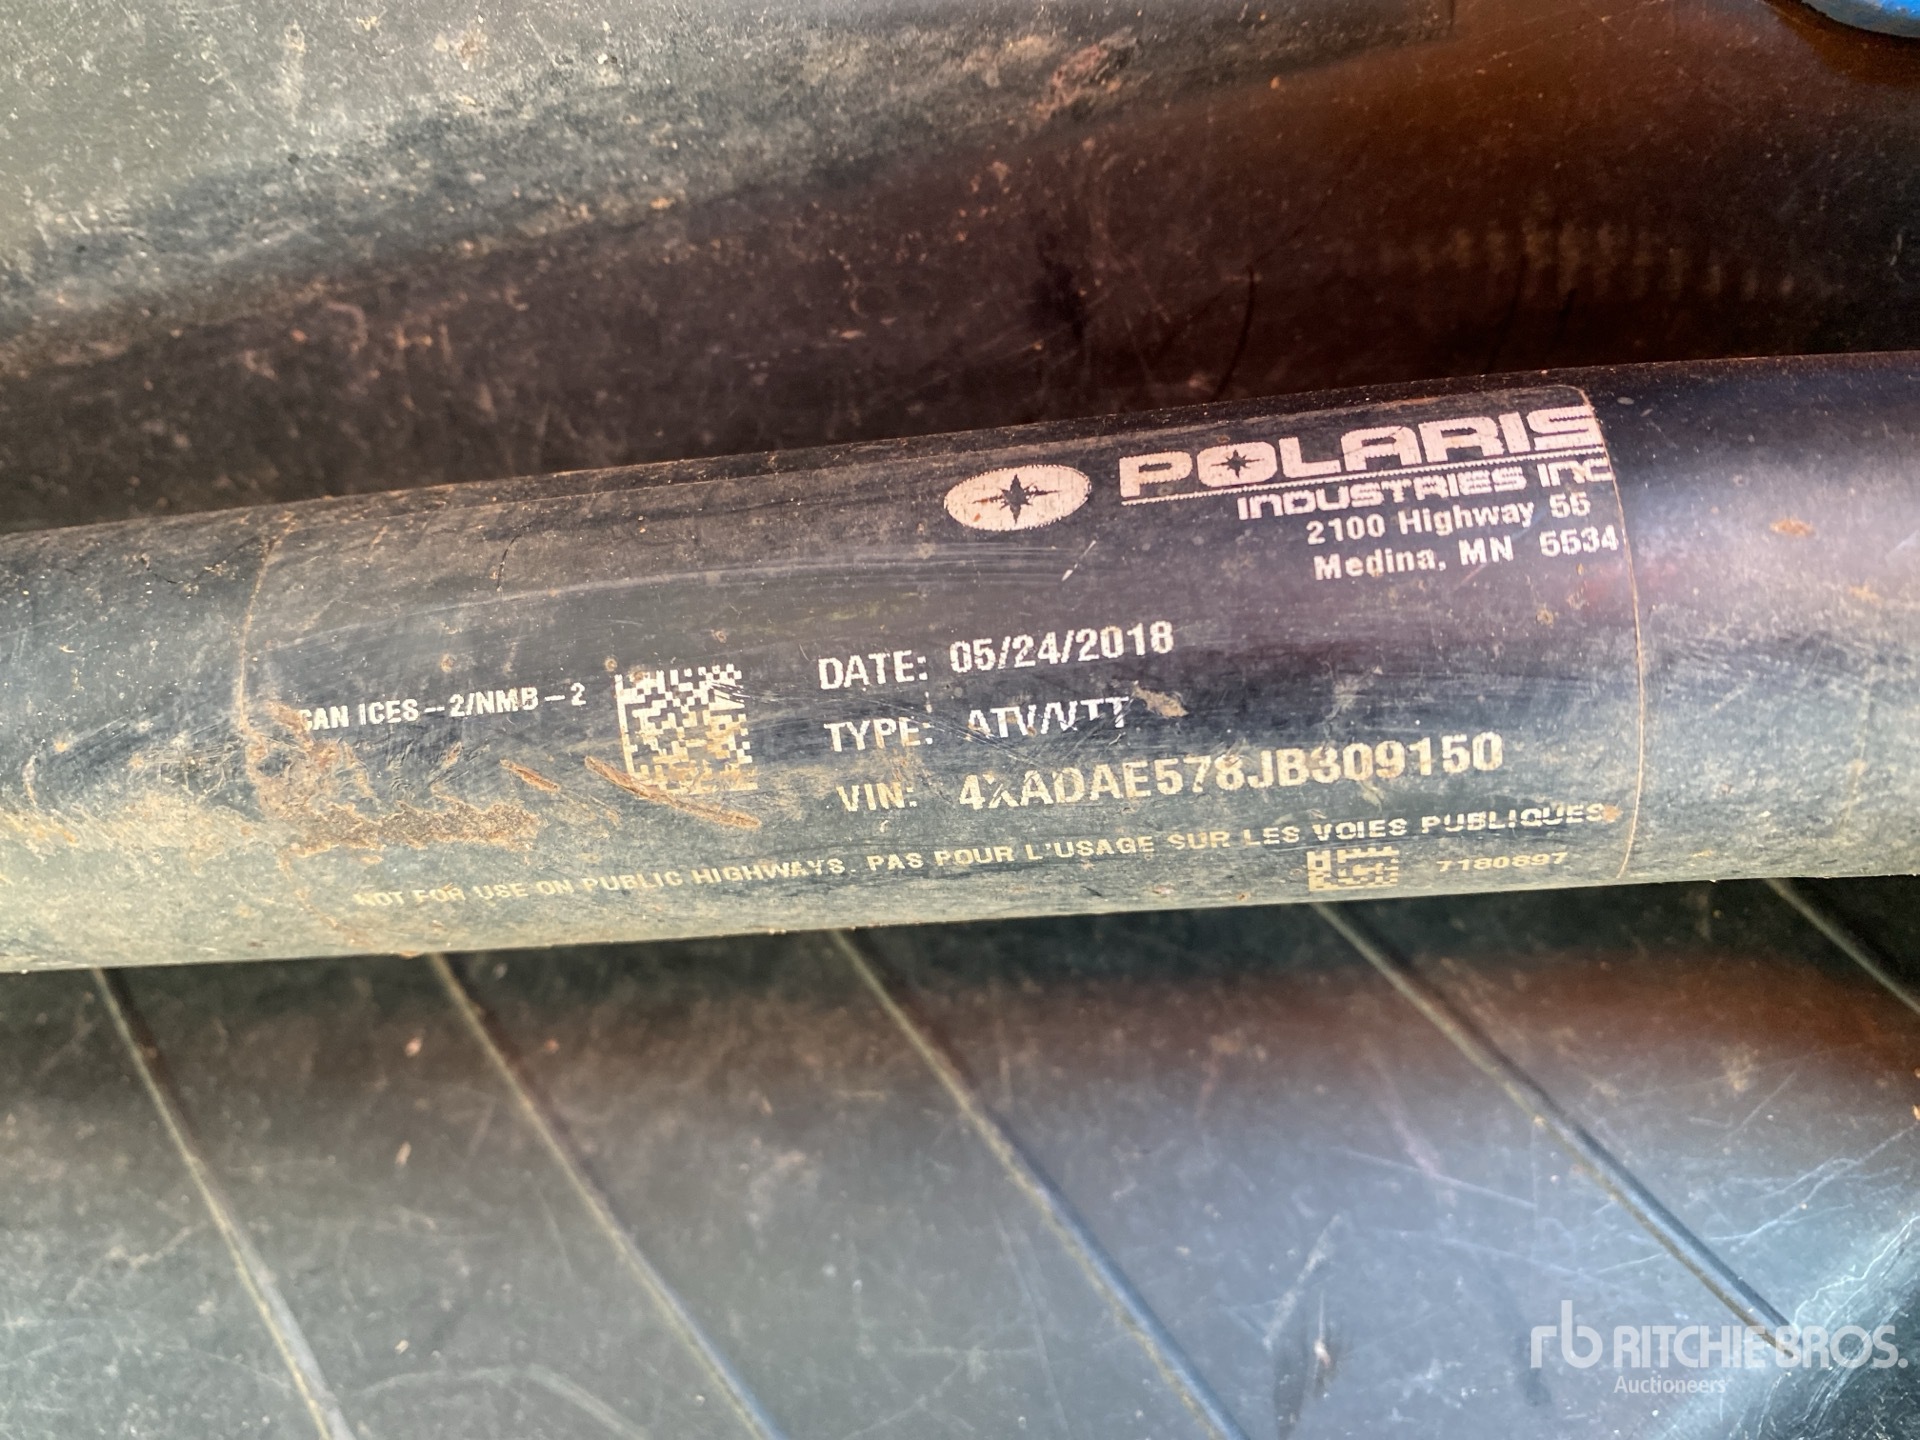 POLARIS
INDUSTRIES INC
2100 Highway 55
Medina, MN 5534
DATE: 05/24/2018
CAN ICES-2/NMB-2
TYPE: ATV/VTT
VIN: 4XADAE578JB309150
NOT FOR USE ON PUBLIC HIGHWAYS. PAS POUR L'USAGE SUR LES VOIES PUBLIQUES
7180897
rb RITCHIE BROS.
Auctioneers